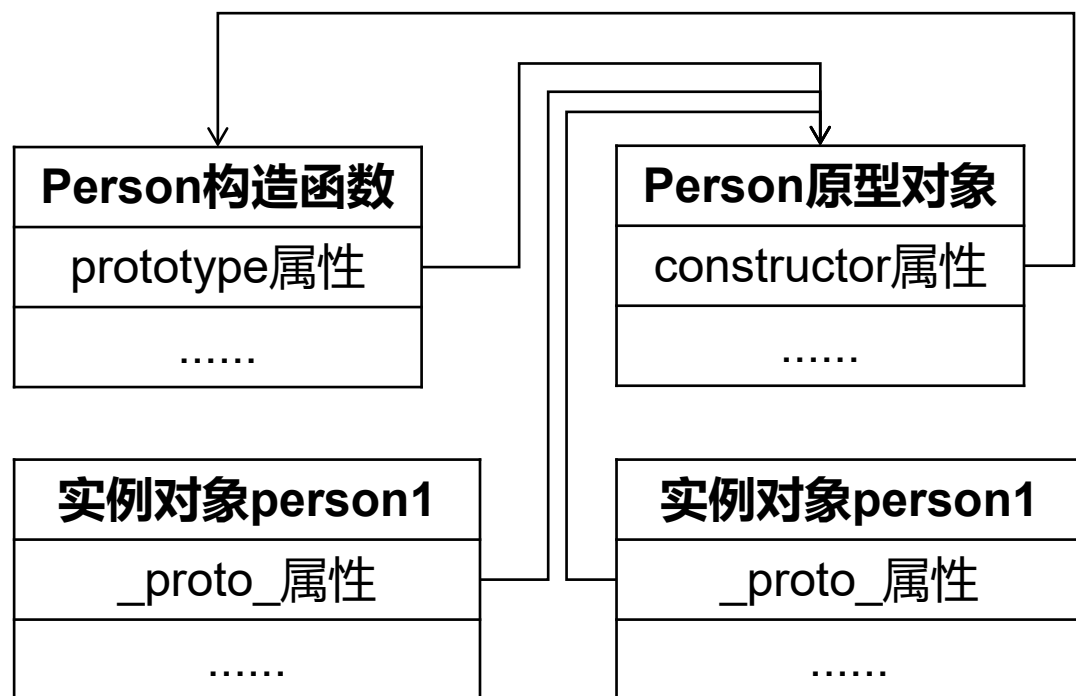 Person构造函数
prototype属性
......
Person原型对象
constructor属性
......
实例对象person1
_proto_属性
......
实例对象person1
_proto_属性
......